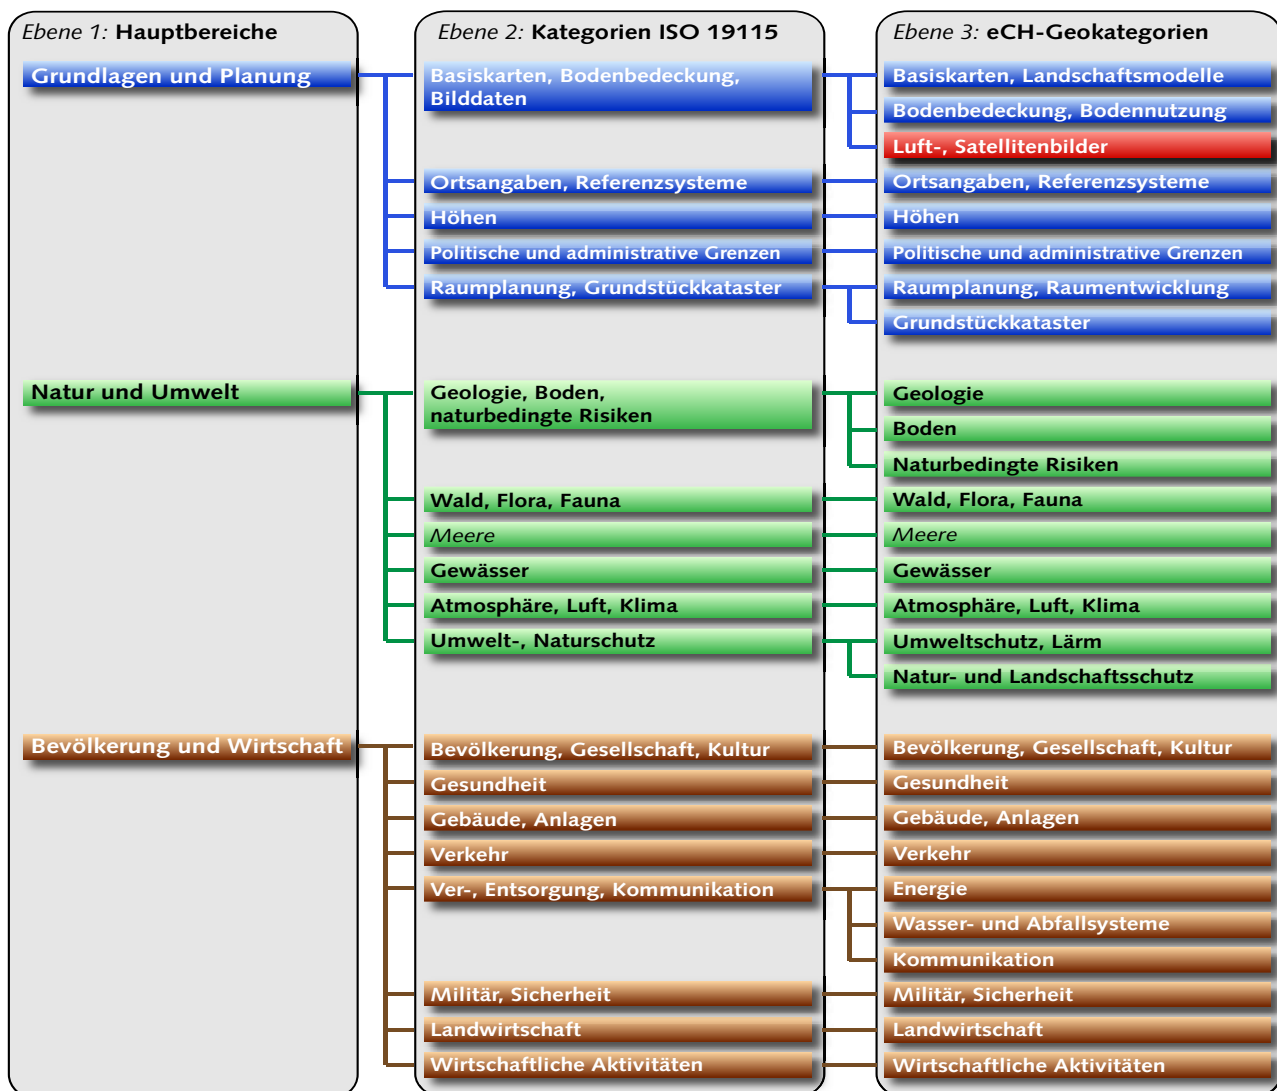 Ebene 1: Hauptbereiche
Grundlagen und Planung
Natur und Umwelt
Bevölkerung und Wirtschaft
Ebene 2: Kategorien ISO 19115
Basiskarten, Bodenbedeckung,
Bilddaten
Ortsangaben, Referenzsysteme
Höhen
Politische und administrative Grenzen
Raumplanung, Grundstückkataster
Geologie, Boden,
naturbedingte Risiken
Wald, Flora, Fauna
Meere
Gewässer
Atmosphäre, Luft, Klima
Umwelt-, Naturschutz
Bevölkerung, Gesellschaft, Kultur
Gesundheit
Gebäude, Anlagen
Verkehr
Ver-, Entsorgung, Kommunikation
Militär, Sicherheit
Landwirtschaft
Wirtschaftliche Aktivitäten
Ebene 3: eCH-Geokategorien
Basiskarten, Landschaftsmodelle
Bodenbedeckung, Bodennutzung
Luft-, Satellitenbilder
Ortsangaben, Referenzsysteme
Höhen
Politische und administrative Grenzen
Raumplanung, Raumentwicklung
Grundstückkataster
Geologie
Boden
Naturbedingte Risiken
Wald, Flora, Fauna
Meere
Gewässer
Atmosphäre, Luft, Klima
Umweltschutz, Lärm
Natur- und Landschaftsschutz
Bevölkerung, Gesellschaft, Kultur
Gesundheit
Gebäude, Anlagen
Verkehr
Energie
Wasser- und Abfallsysteme
Kommunikation
Militär, Sicherheit
Landwirtschaft
Wirtschaftliche Aktivitäten